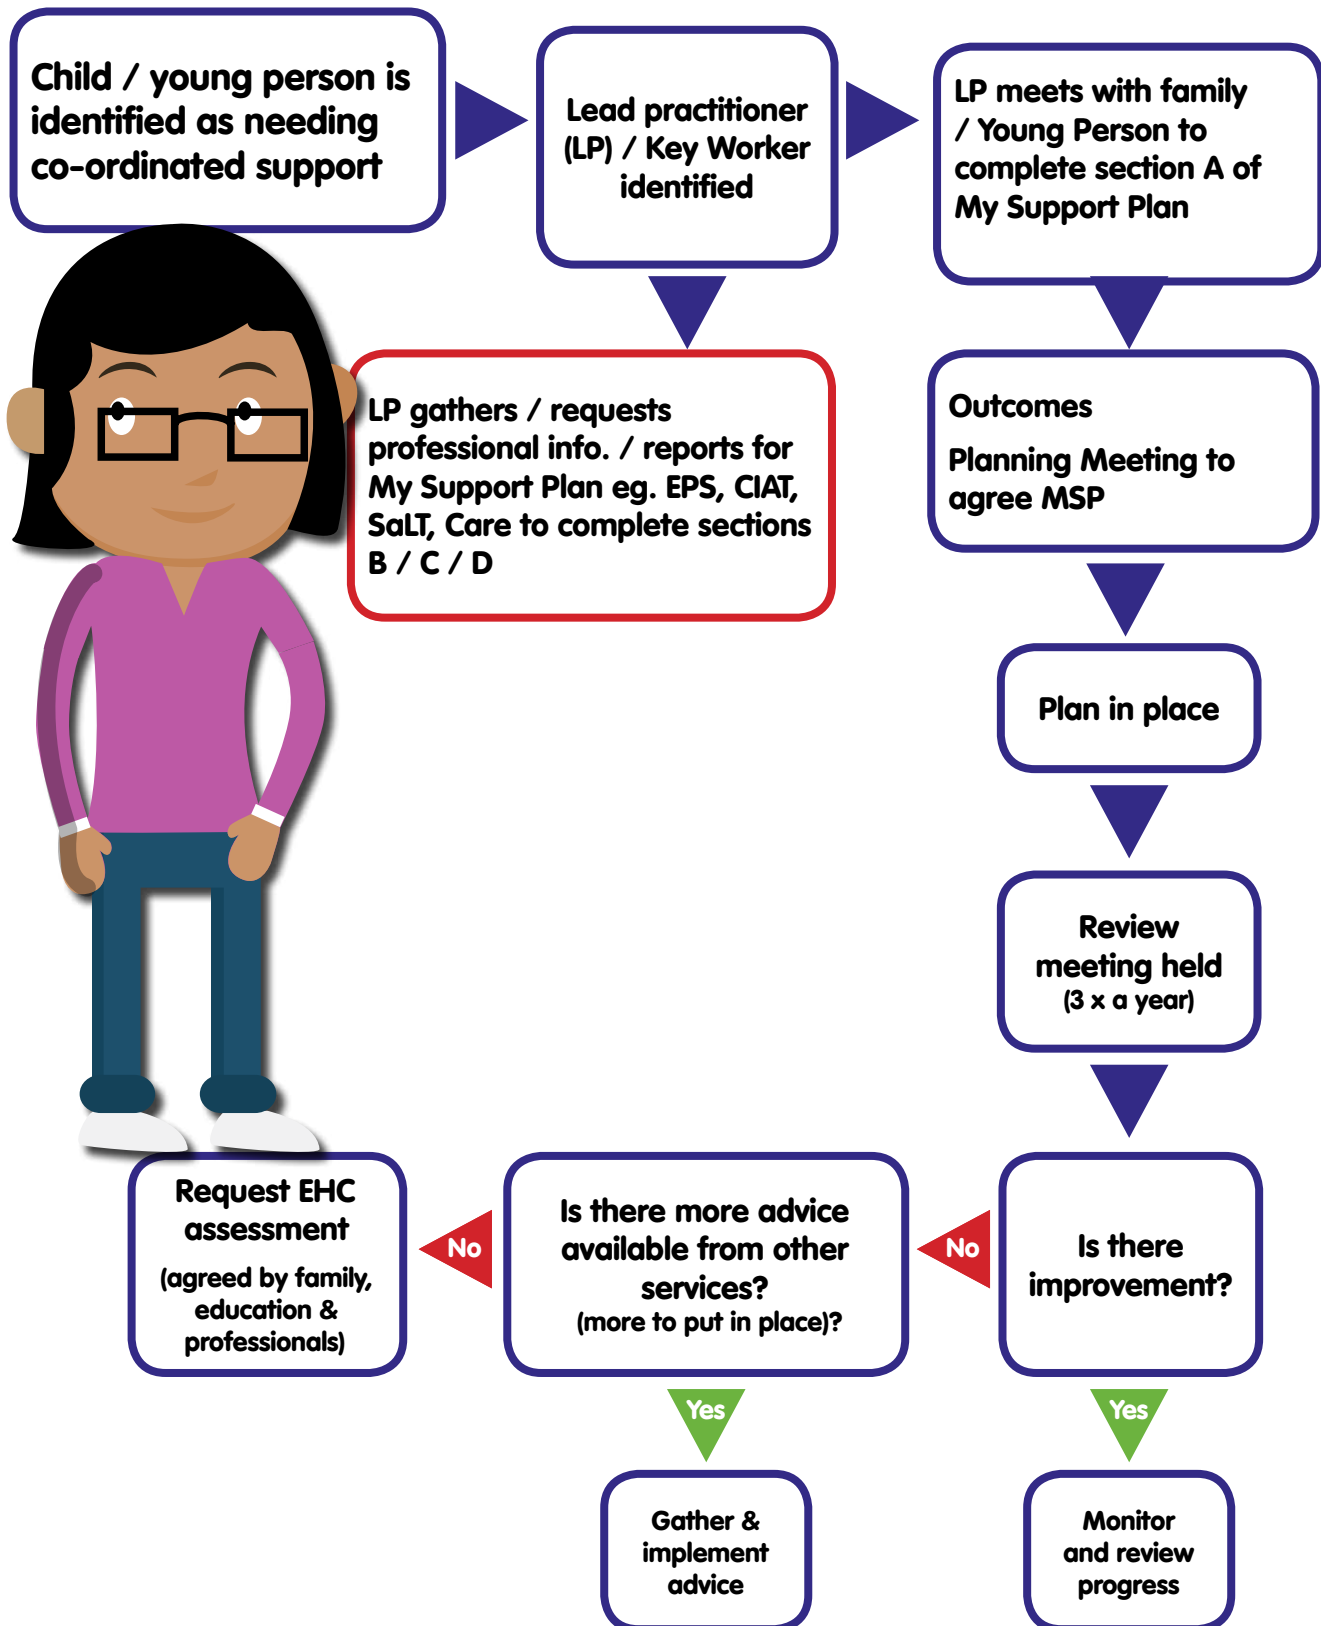 Child / young person is
identified as needing
co-ordinated support
Lead practitioner
(LP) / Key Worker
identified
LP meets with family
/ Young Person to
complete section A of
My Support Plan
LP gathers / requests
professional info. / reports for
My Support Plan eg. EPS, CIAT,
SaLT, Care to complete sections
B / C / D
Outcomes
Planning Meeting to
agree MSP
Plan in place
Review
meeting held
(3 x a year)
Is there
improvement?
No
Is there more advice
available from other
services?
(more to put in place)?
No
Request EHC
assessment
(agreed by family,
education &
professionals)
Yes
Yes
Gather &
implement
advice
Monitor
and review
progress